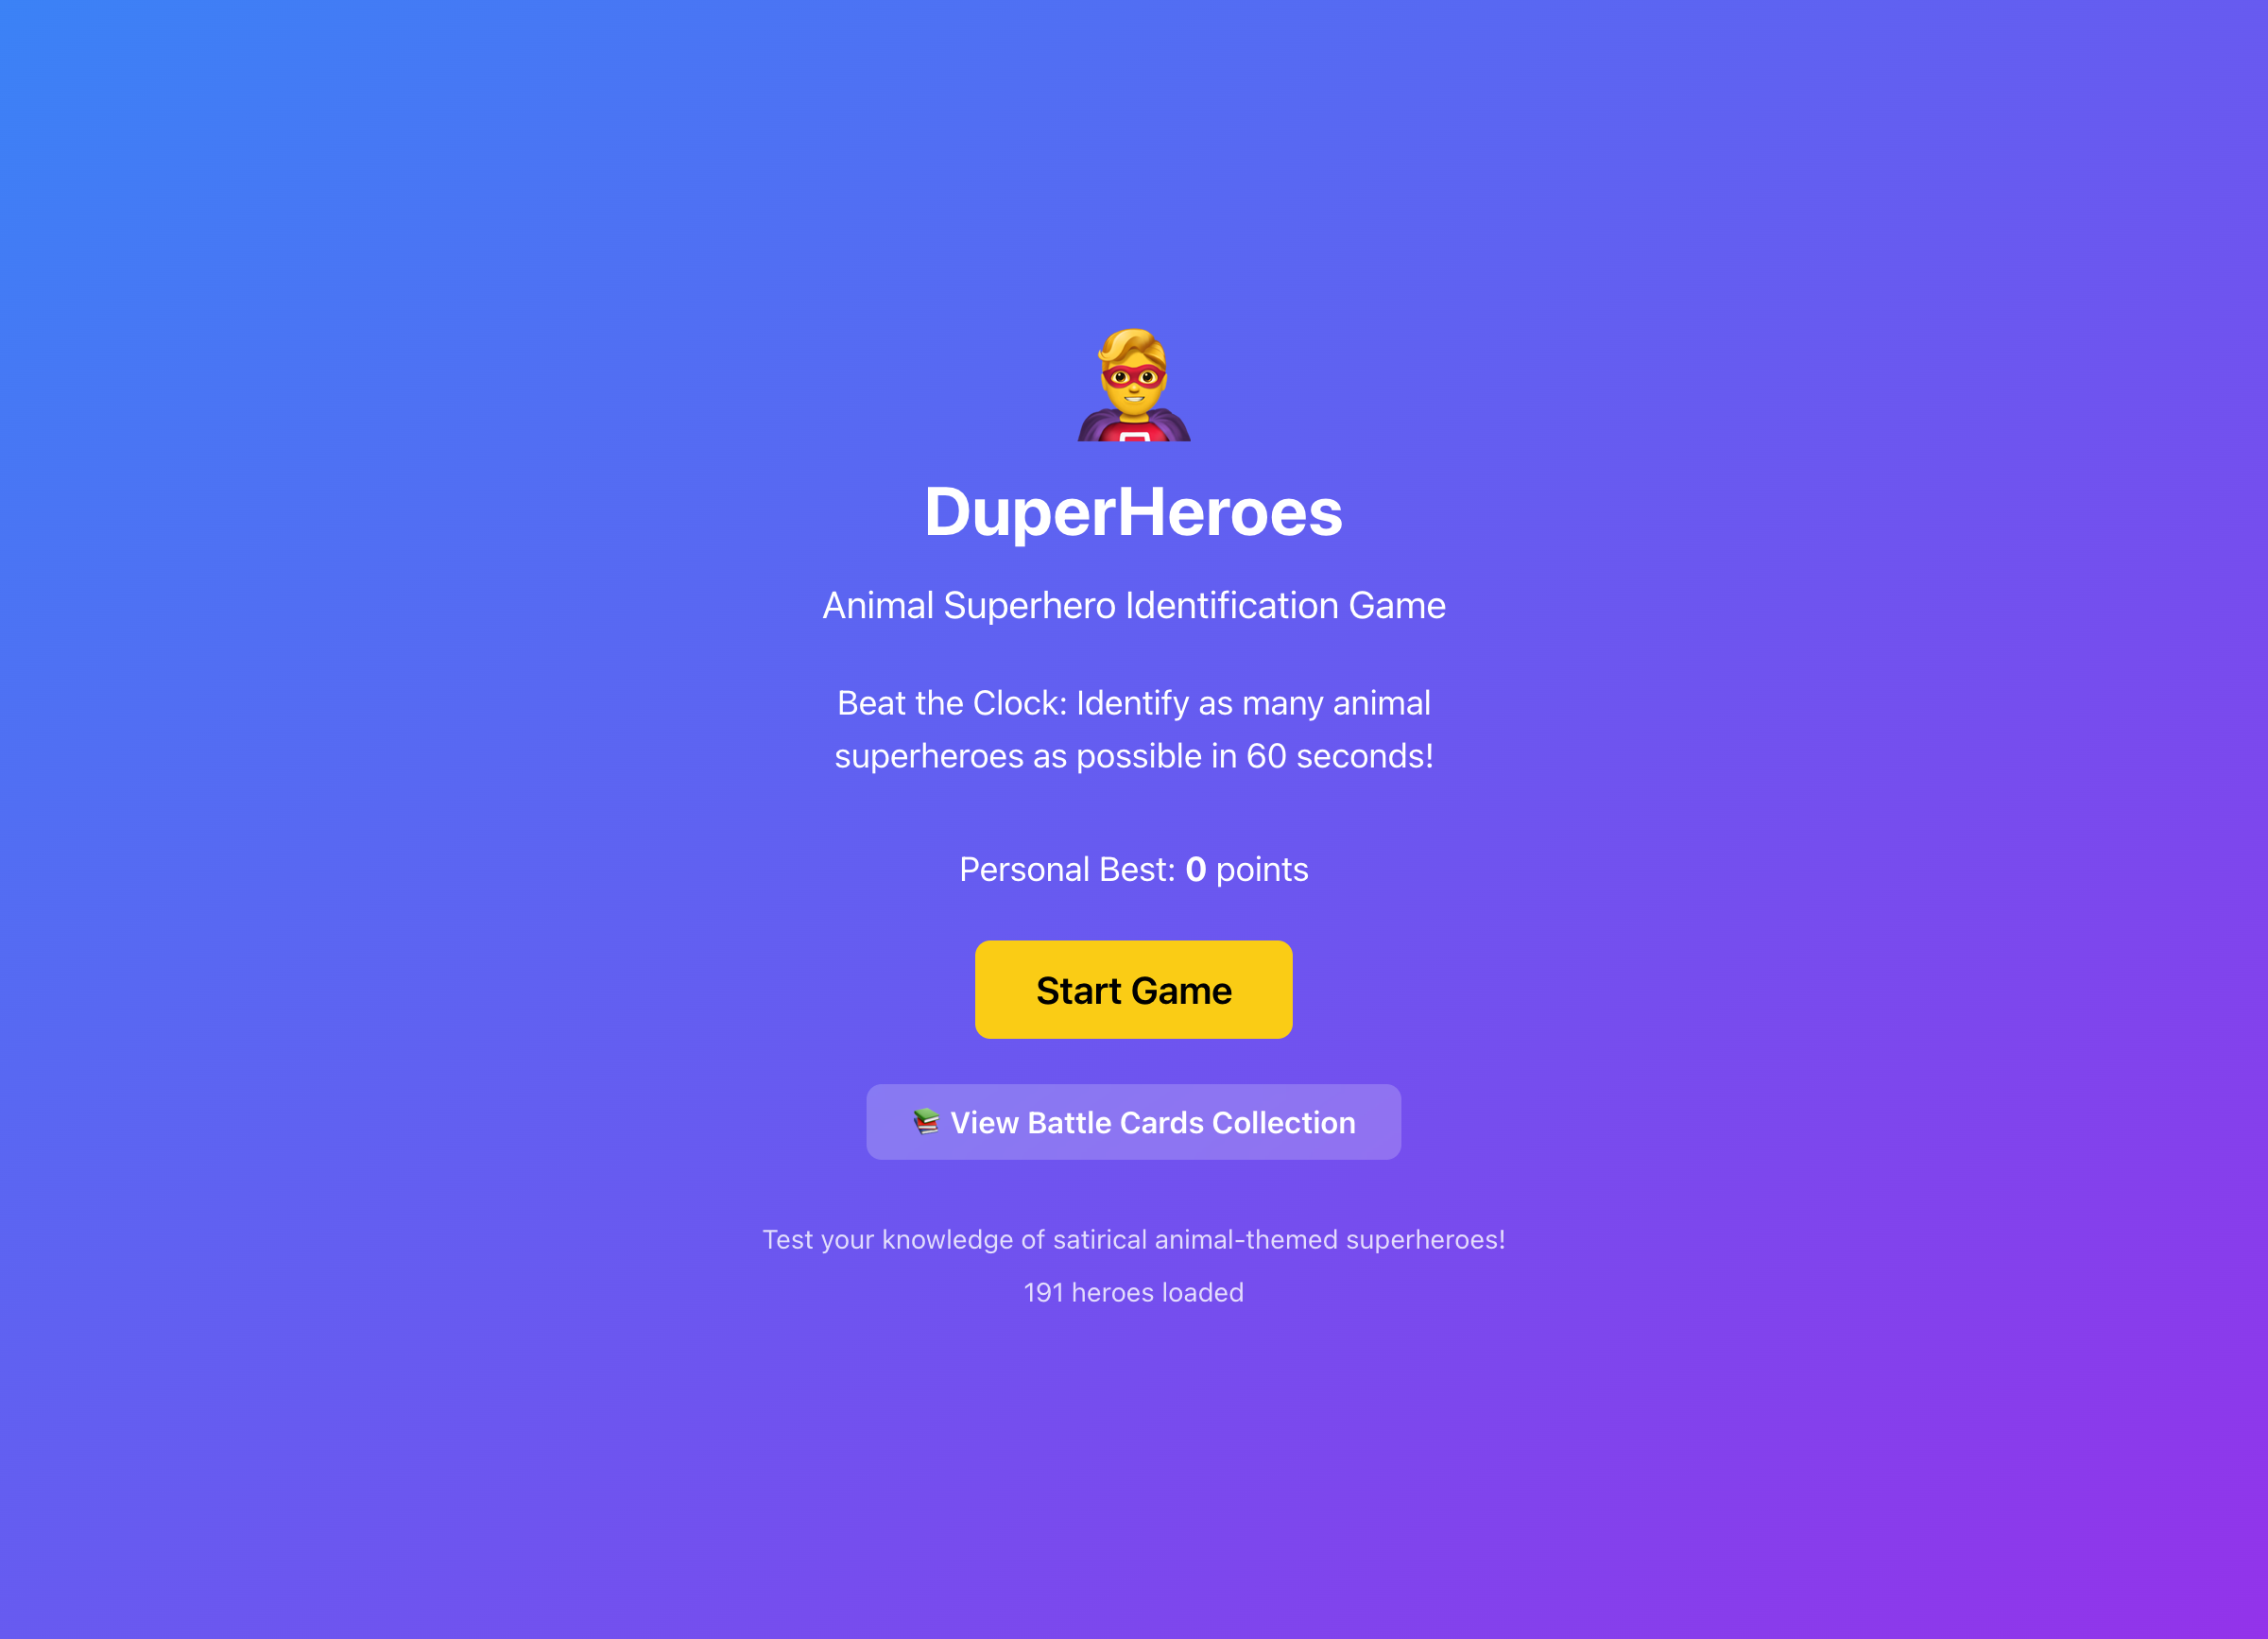 DuperHeroes
Animal Superhero Identification Game
Beat the Clock: Identify as many animal
superheroes as possible in 60 seconds!
Personal Best: 0 points
Start Game
📚 View Battle Cards Collection
Test your knowledge of satirical animal-themed superheroes!
191 heroes loaded